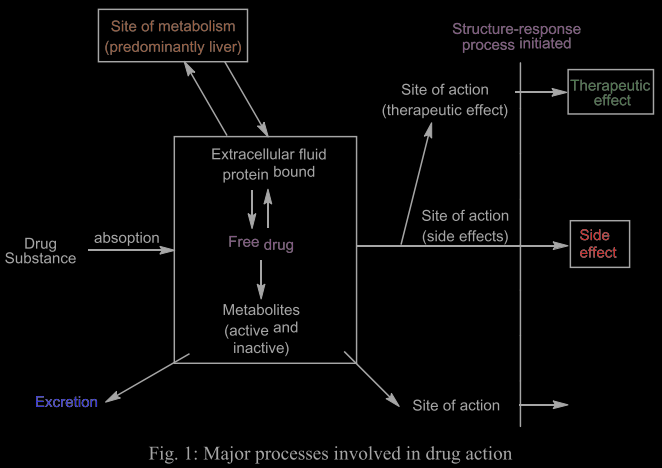 Site of metabolism
(predominantly liver)
Structure-response
process initiated
Site of action
(therapeutic effect)
Therapeutic
effect
Extracellular fluid
protein bound
Drug
Substance
absoption
Free drug
Site of action
(side effects)
Side
effect
Metabolites
(active and
inactive)
Excretion
Site of action
Fig. 1: Major processes involved in drug action